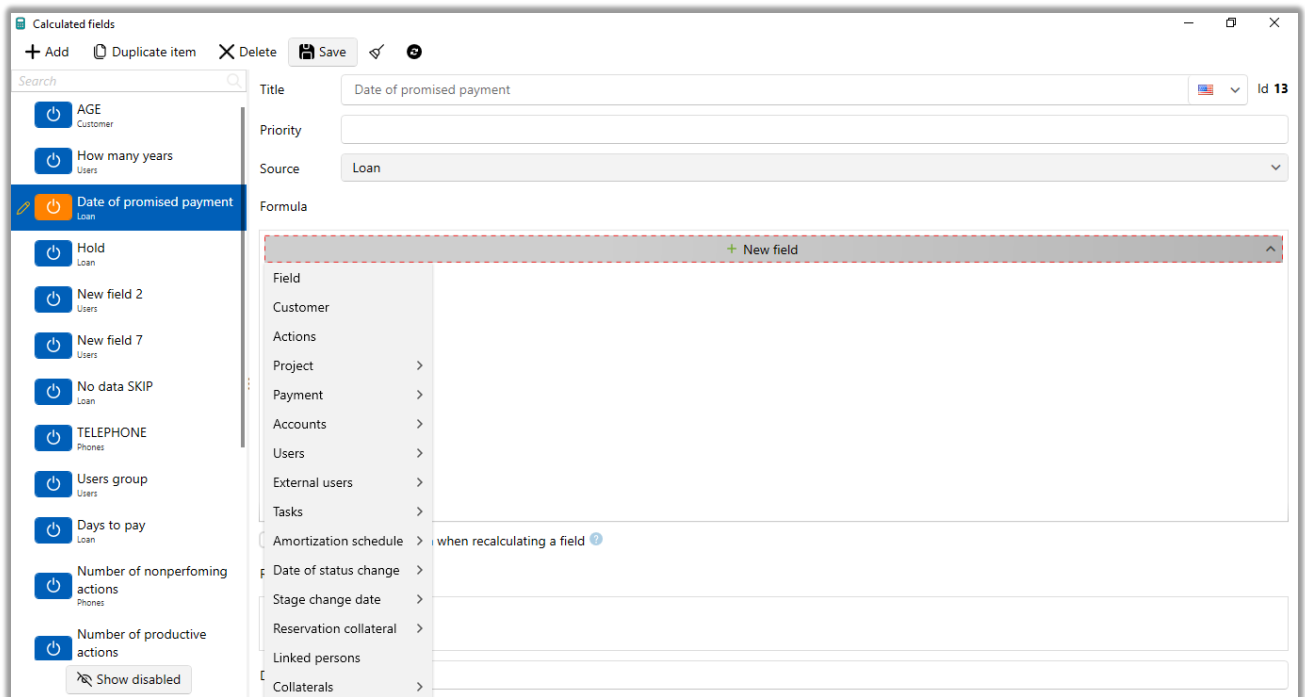 Calculated fields
Add Duplicate item Delete Save
Search
AGE
Customer
How many years
Users
Date of promised payment
Loan
Hold
Loan
New field 2
Users
New field 7
Users
No data SKIP
Loan
TELEPHONE
Phones
Users group
Users
Days to pay
Loan
Number of nonperfoming
actions
Phones
Number of productive
actions
Show disabled
Title Date of promised payment Id 13
Priority
Source Loan
Formula
+ New field
Field
Customer
Actions
Project
Payment
Accounts
Users
External users
Tasks
Amortization schedule when recalculating a field ?
Date of status change
Stage change date
Reservation collateral
Linked persons
Collaterals